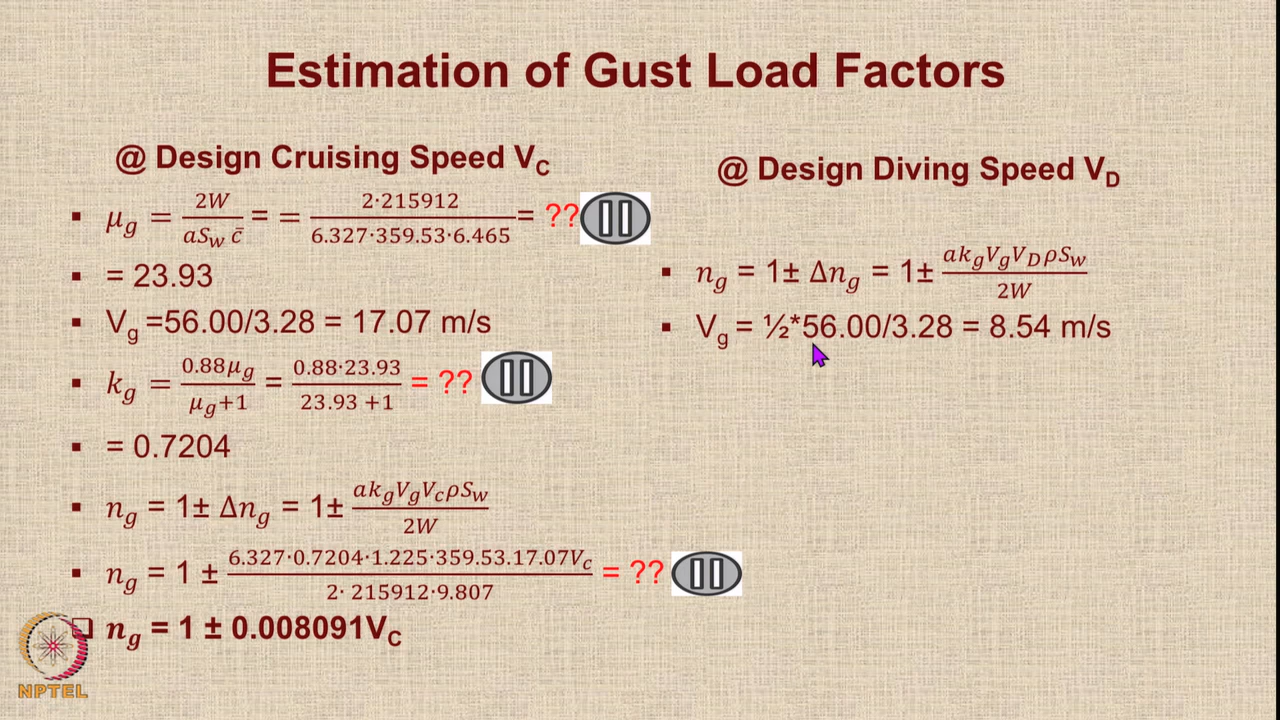 Estimation of Gust Load Factors
@ Design Cruising Speed V_C
▪ μ_g = 2W / (aS_w c̄) = = 2·215912 / (6.327·359.53·6.465) = ??
▪ = 23.93
▪ V_g =56.00/3.28 = 17.07 m/s
▪ k_g = 0.88μ_g / (μ_g+1) = 0.88·23.93 / (23.93 +1) = ??
▪ = 0.7204
▪ n_g = 1± Δn_g = 1± ak_gV_gV_cρS_w / 2W
▪ n_g = 1 ± 6.327·0.7204·1.225·359.53.17.07V_c / (2· 215912·9.807) = ??
❑ n_g = 1 ± 0.008091V_C
@ Design Diving Speed V_D
▪ n_g = 1± Δn_g = 1± ak_gV_gV_DρS_w / 2W
▪ V_g = ½*56.00/3.28 = 8.54 m/s
NPTEL